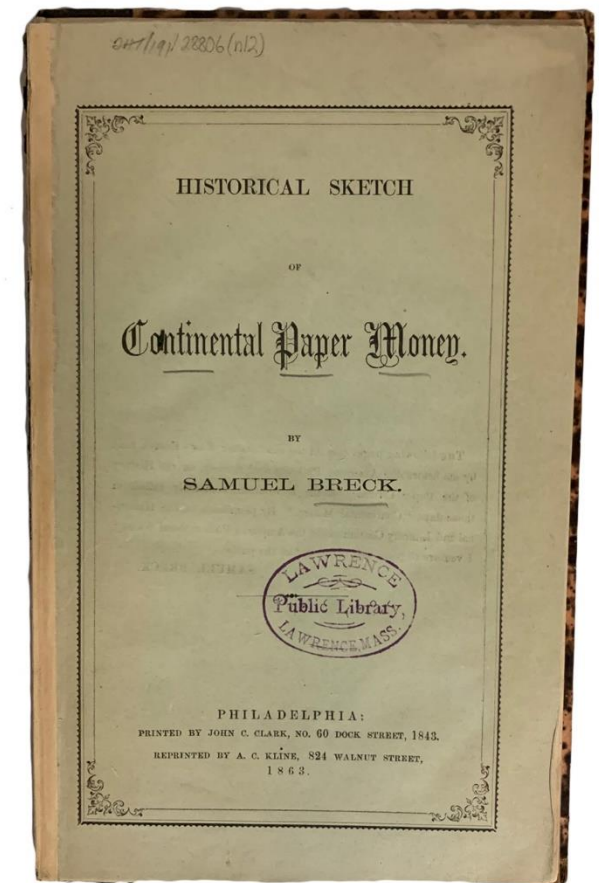 HISTORICAL SKETCH
OF
Continental Paper Money.
BY
SAMUEL BRECK.
LAWRENCE
Public Library,
LAWRENCE, MASS.
PHILADELPHIA:
PRINTED BY JOHN C. CLARK, NO. 60 DOCK STREET, 1843.
REPRINTED BY A. C. KLINE, 824 WALNUT STREET,
1863.